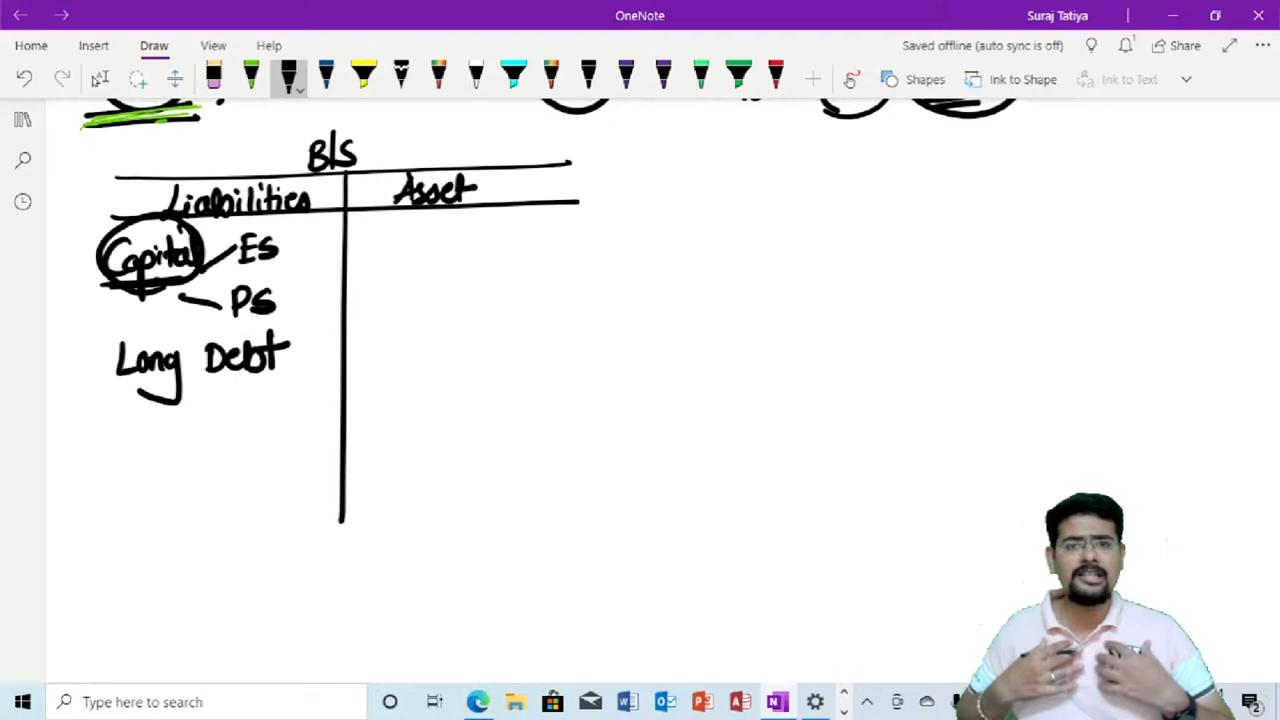 OneNote
Suraj Tatiya
Home Insert Draw View Help
Saved offline (auto sync is off)
Share
Shapes
Ink to Shape
Ink to Text
B/S
Liabilities Asset
Capital ES
PS
Long Debt
Type here to search
2